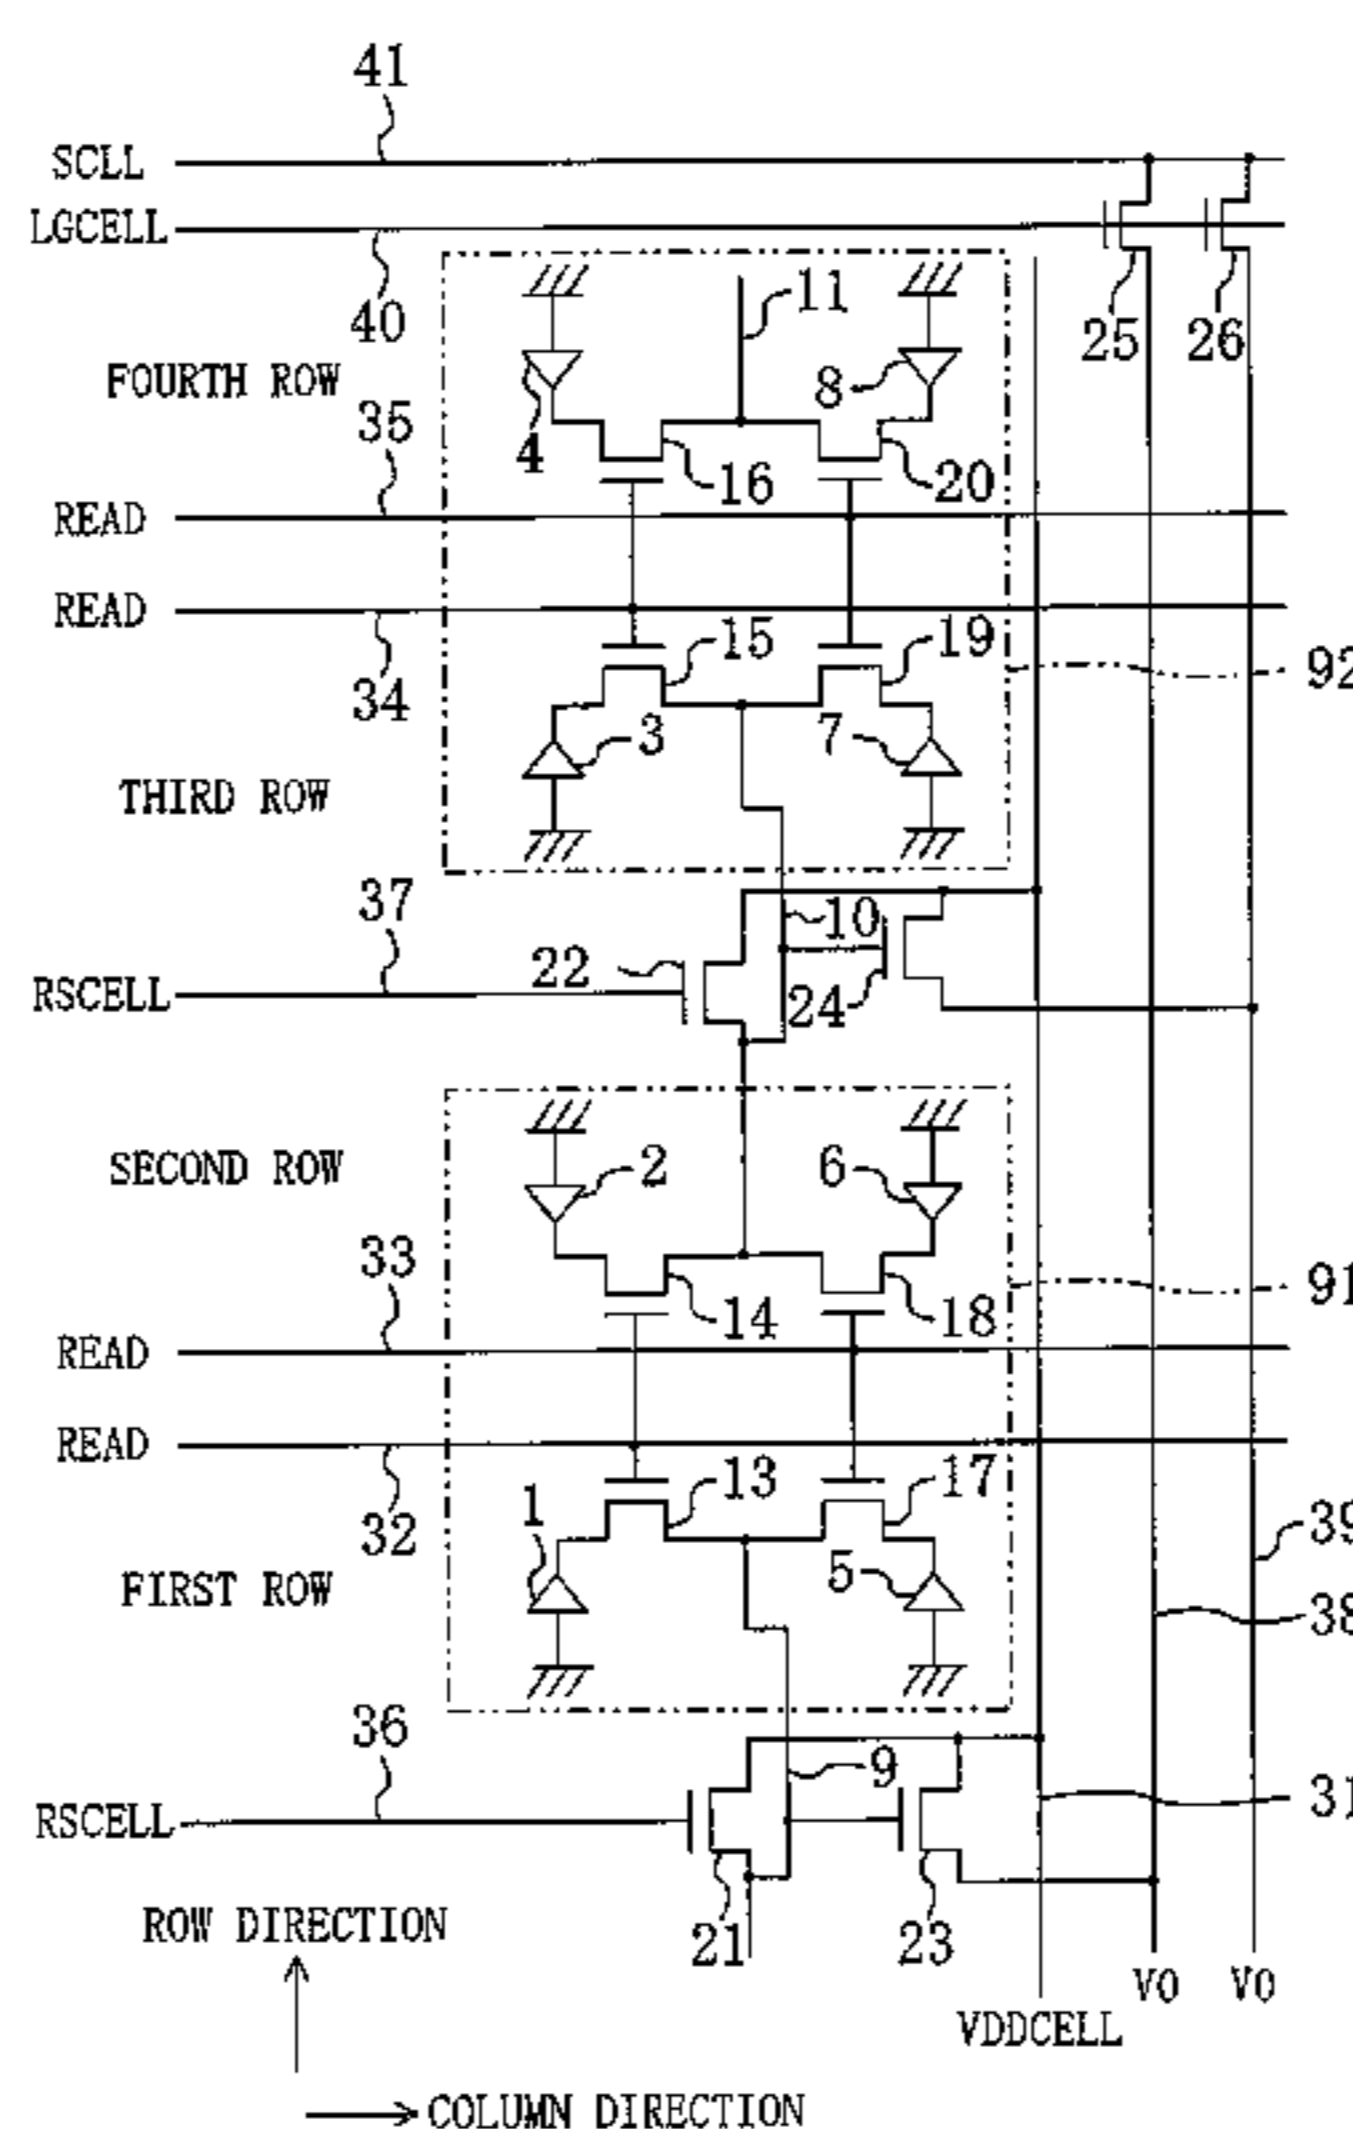 41
SCLL
LGCELL
40
25 26
11
FOURTH ROW
4
8
35
16
20
READ
READ
15
19
34
92
3
7
THIRD ROW
37
10
22
RSCELL
24
SECOND ROW
2
6
33
91
14
18
READ
READ
13
17
1
32
39
FIRST ROW
5
38
36
9
31
RSCELL
21
23
ROW DIRECTION
VO VO
VDDCELL
COLUMN DIRECTION